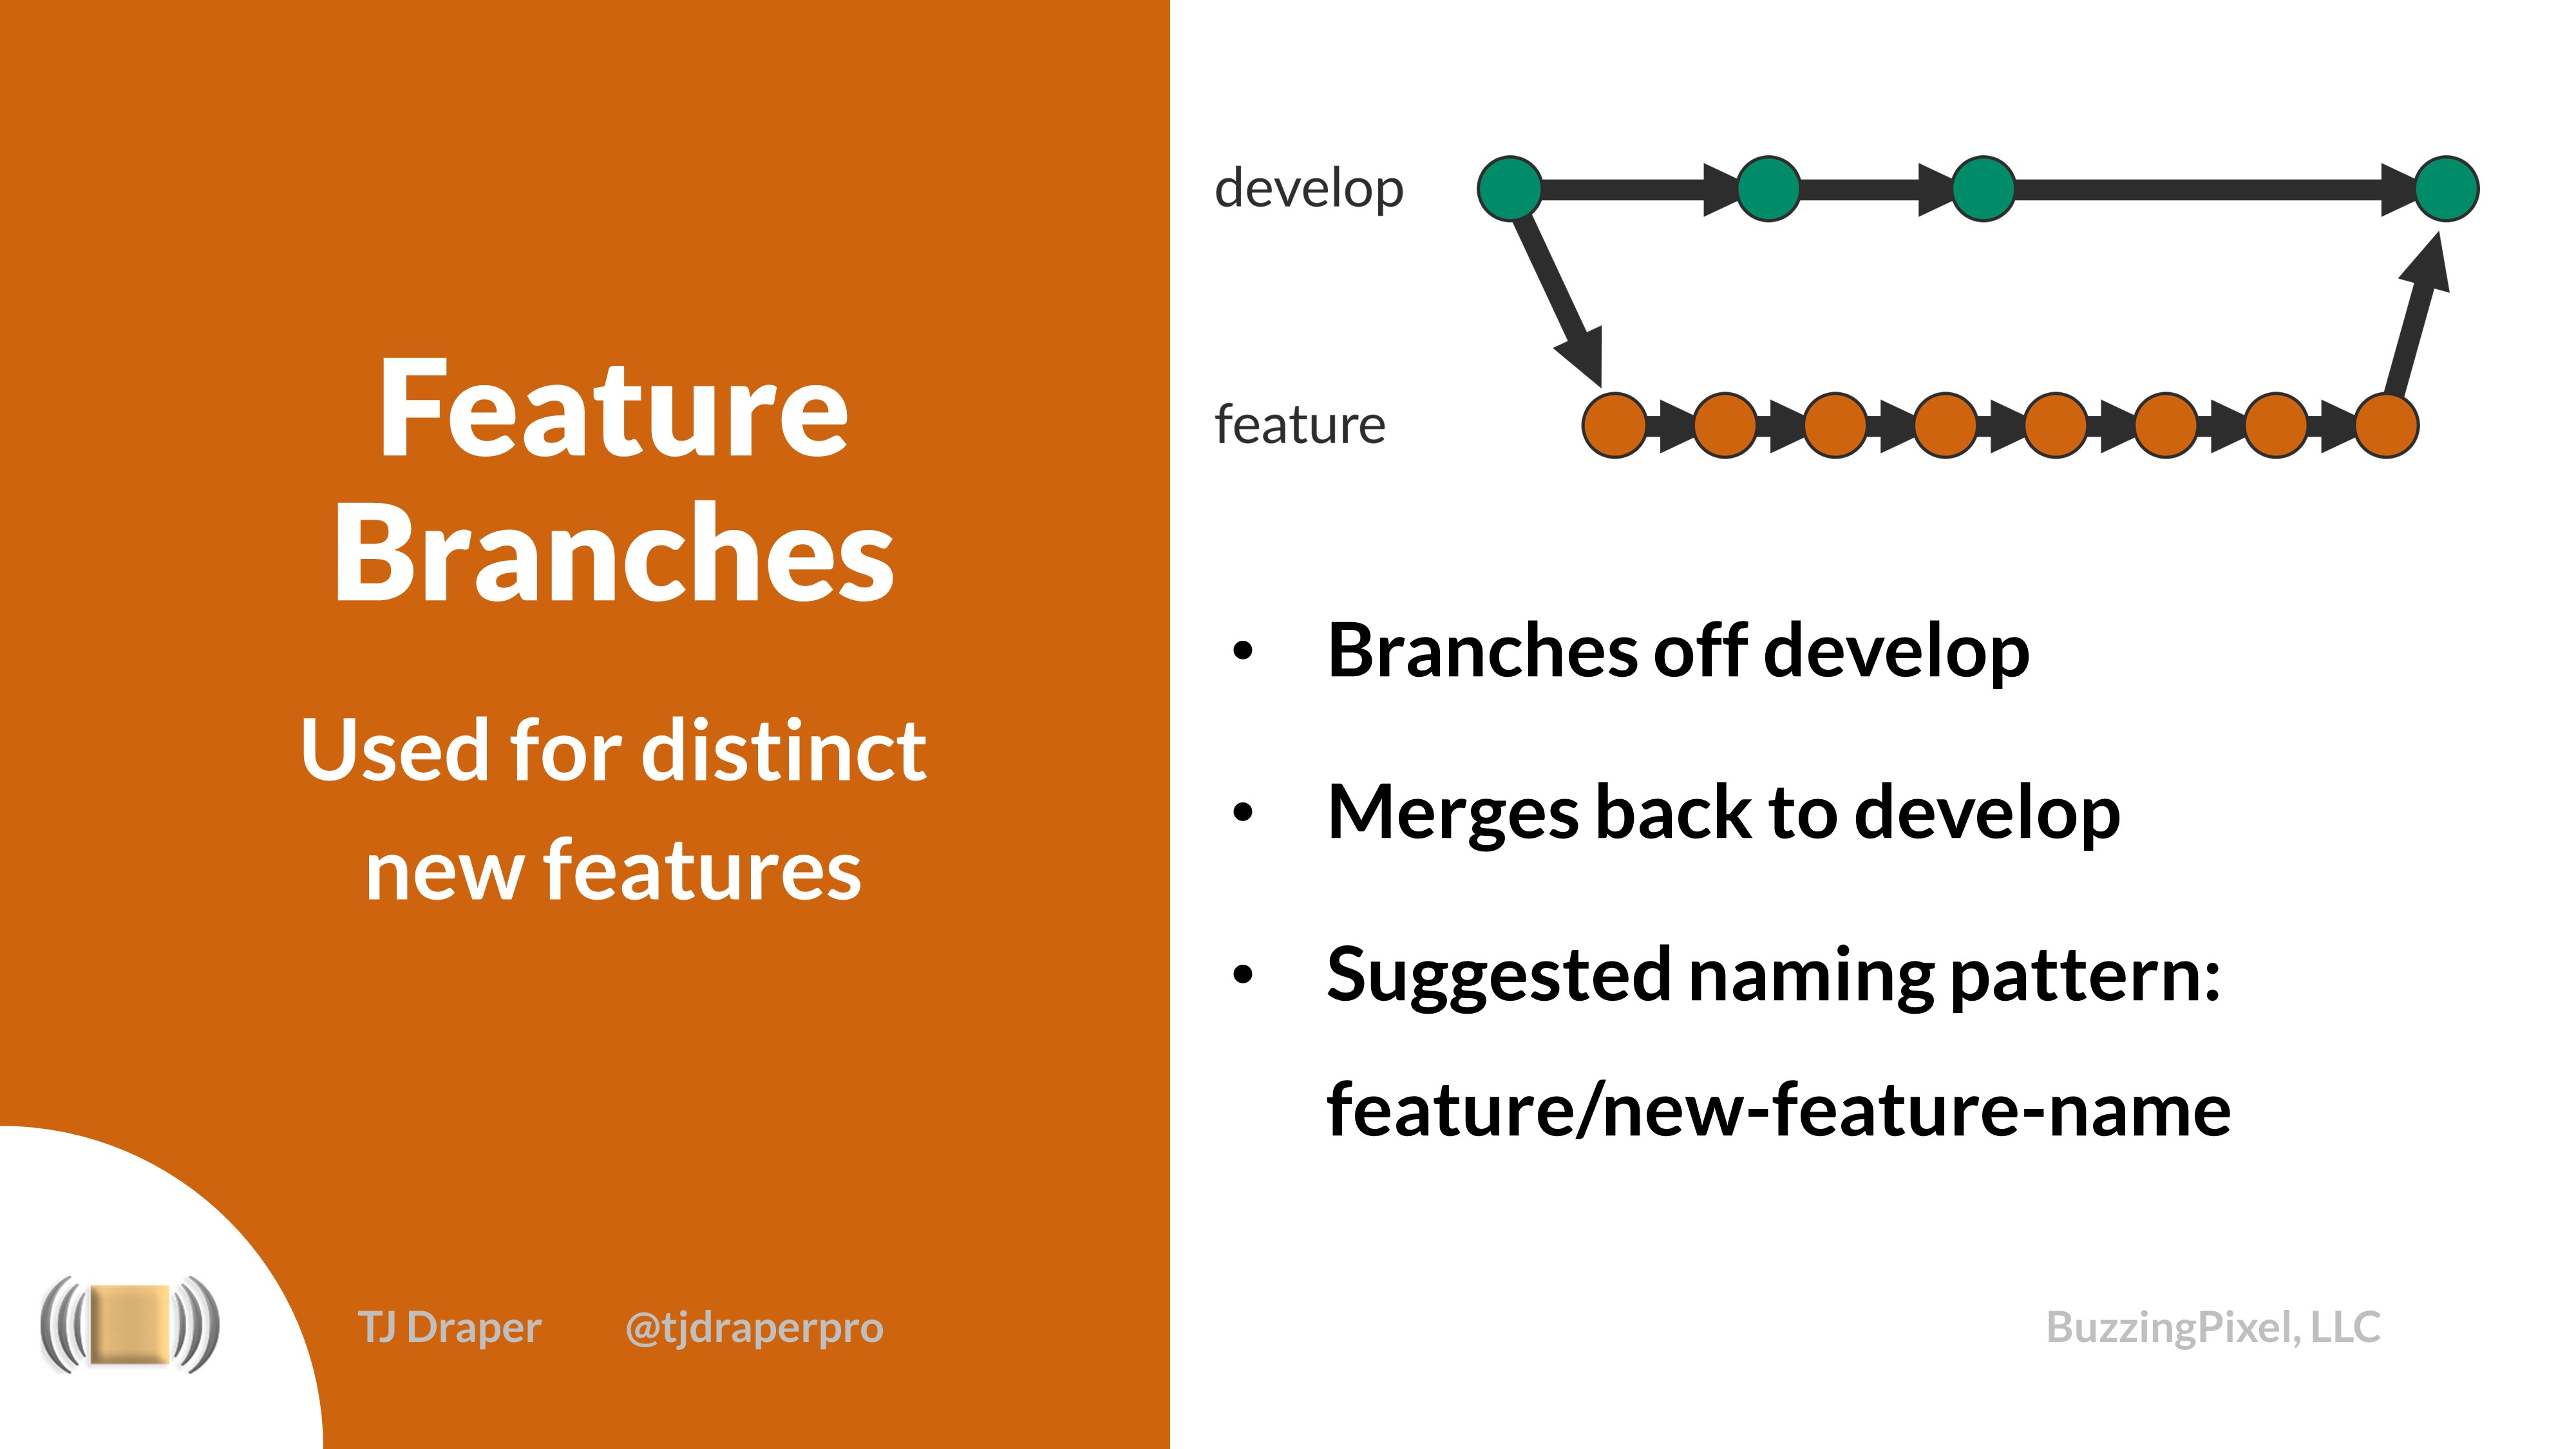 Feature
Branches
Used for distinct
new features
develop
feature
• Branches off develop
• Merges back to develop
• Suggested naming pattern:
feature/new-feature-name
TJ Draper @tjdraperpro
BuzzingPixel, LLC